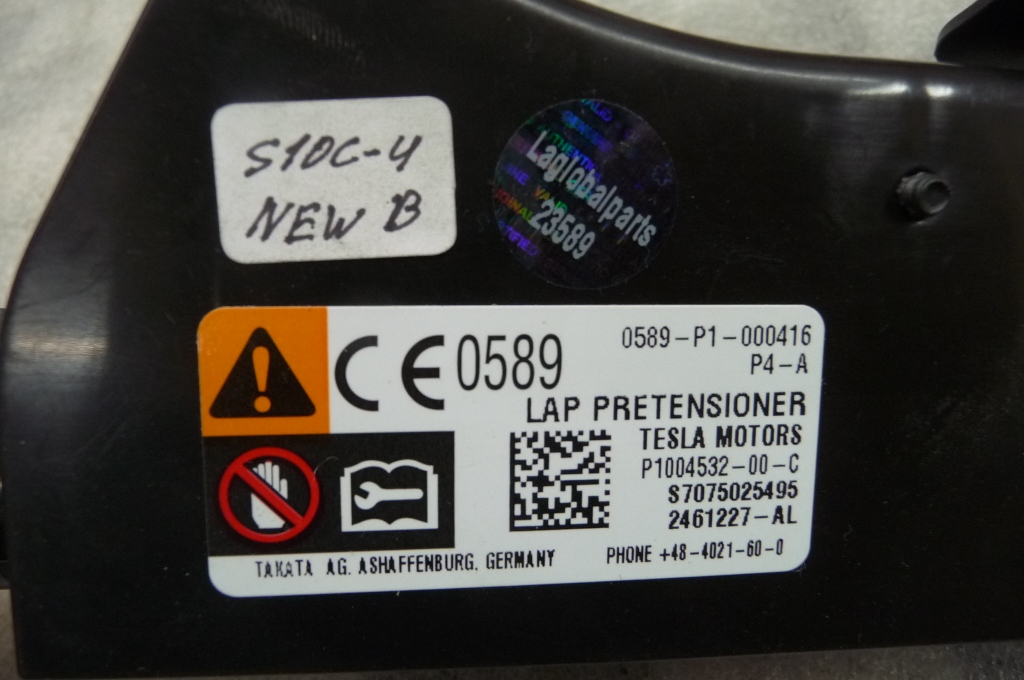 S10C-4
NEW B
Laglobalparts
23589
CE 0589
0589-P1-000416
P4-A
LAP PRETENSIONER
TESLA MOTORS
P1004532-00-C
S7075025495
2461227-AL
TAKATA AG. ASHAFFENBURG, GERMANY
PHONE +48-4021-60-0